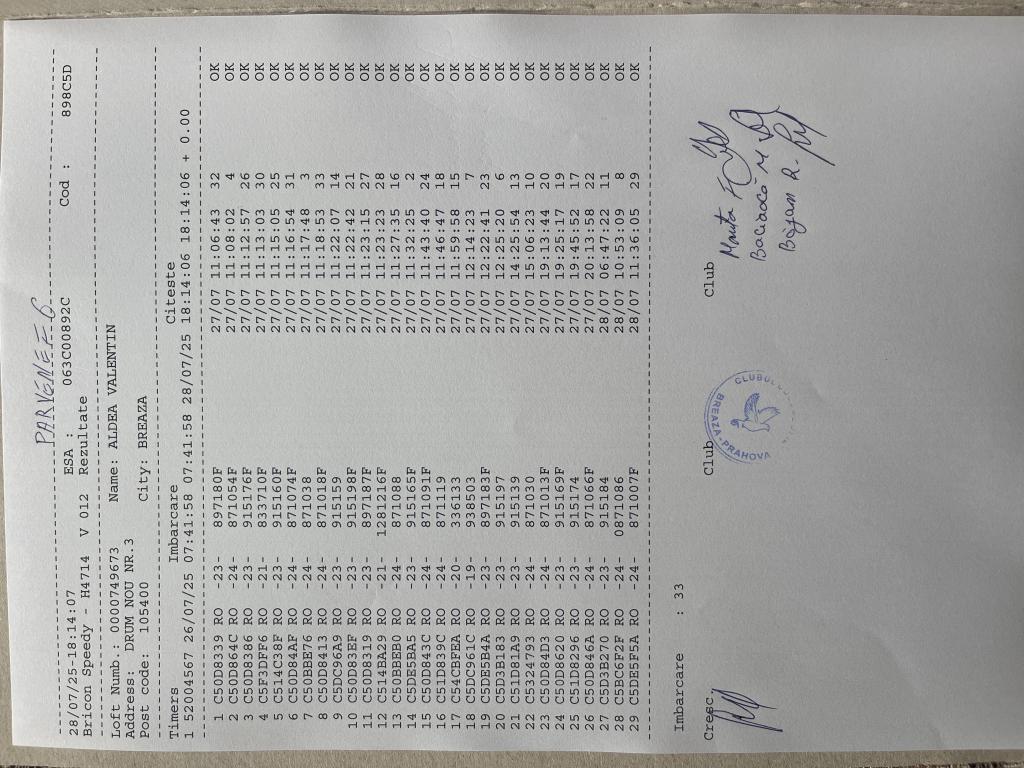 PARVENEE 6
--------------------------------------------------------------------
28/07/25-18:14:07 ESA : 063C00892C Cod : 898C5D
Bricon Speedy - H4714 V 012 Rezultate
--------------------------------------------------------------------
Loft Numb.: 0000749673 Name: ALDEA VALENTIN
Address: DRUM NOU NR.3
Post code: 105400 City: BREAZA
--------------------------------------------------------------------
Timers Imbarcare Citeste
1 52004567 26/07/25 07:41:58 07:41:58 28/07/25 18:14:06 18:14:06 + 0.00
--------------------------------------------------------------------
1 C50D8339 RO -23- 897180F 27/07 11:06:43 32 OK
2 C50D864C RO -24- 871054F 27/07 11:08:02 4 OK
3 C50D8386 RO -23- 915176F 27/07 11:12:57 26 OK
4 C5F3DFF6 RO -21- 833710F 27/07 11:13:03 30 OK
5 C514C38F RO -23- 915160F 27/07 11:15:05 25 OK
6 C50D84AF RO -24- 871074F 27/07 11:16:54 31 OK
7 C50BBE76 RO -24- 871038 27/07 11:17:48 3 OK
8 C50D8413 RO -24- 871018F 27/07 11:18:53 33 OK
9 C5DC96A9 RO -23- 915159 27/07 11:22:07 14 OK
10 C50D83EF RO -23- 915198F 27/07 11:22:42 21 OK
11 C50D8319 RO -23- 897187F 27/07 11:23:15 27 OK
12 C514BA29 RO -21- 1281216F 27/07 11:23:23 28 OK
13 C50BBEB0 RO -24- 871088 27/07 11:27:35 16 OK
14 C5DE5BA5 RO -23- 915165F 27/07 11:32:25 2 OK
15 C50D843C RO -24- 871091F 27/07 11:43:40 24 OK
16 C51D839C RO -24- 871119 27/07 11:46:47 18 OK
17 C54CBFEA RO -20- 336133 27/07 11:59:58 15 OK
18 C5DC961C RO -19- 938503 27/07 12:14:23 7 OK
19 C5DE5B4A RO -23- 897183F 27/07 12:22:41 23 OK
20 C5D3B183 RO -23- 915197 27/07 12:25:20 6 OK
21 C51D81A9 RO -23- 915139 27/07 14:25:54 13 OK
22 C5324793 RO -24- 871030 27/07 15:06:23 10 OK
23 C50D84D3 RO -24- 871013F 27/07 19:13:44 20 OK
24 C50D8620 RO -23- 915169F 27/07 19:25:17 19 OK
25 C51D8296 RO -23- 915174 27/07 19:45:52 17 OK
26 C50D846A RO -24- 871066F 27/07 20:13:58 22 OK
27 C5D3B270 RO -23- 915184 28/07 06:47:22 11 OK
28 C5BC6F2F RO -24- 0871086 28/07 10:53:09 8 OK
29 C5DE5F5A RO -24- 871007F 28/07 11:36:05 29 OK
--------------------------------------------------------------------
Imbarcare : 33
Cresc. Club Club
CLUBUL
BREAZA-PRAHOVA